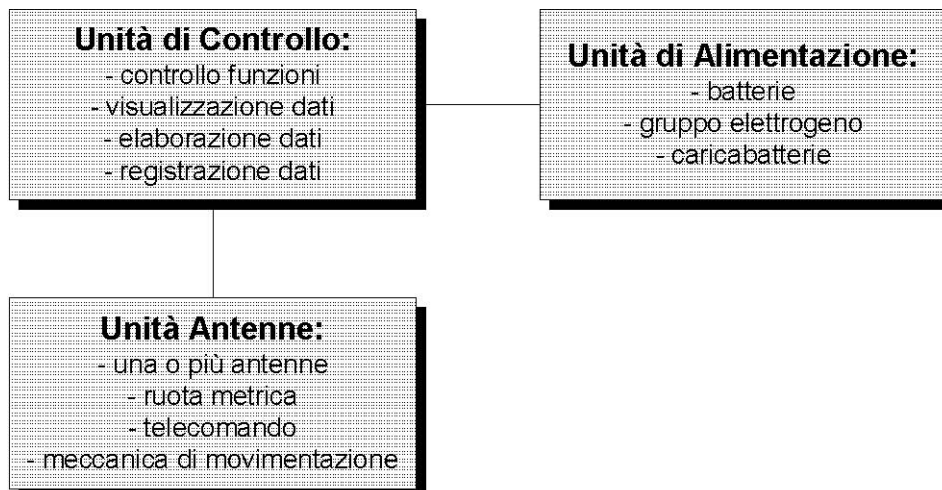 Unità di Controllo:
- controllo funzioni
- visualizzazione dati
- elaborazione dati
- registrazione dati
Unità di Alimentazione:
- batterie
- gruppo elettrogeno
- caricabatterie
Unità Antenne:
- una o più antenne
- ruota metrica
- telecomando
- meccanica di movimentazione